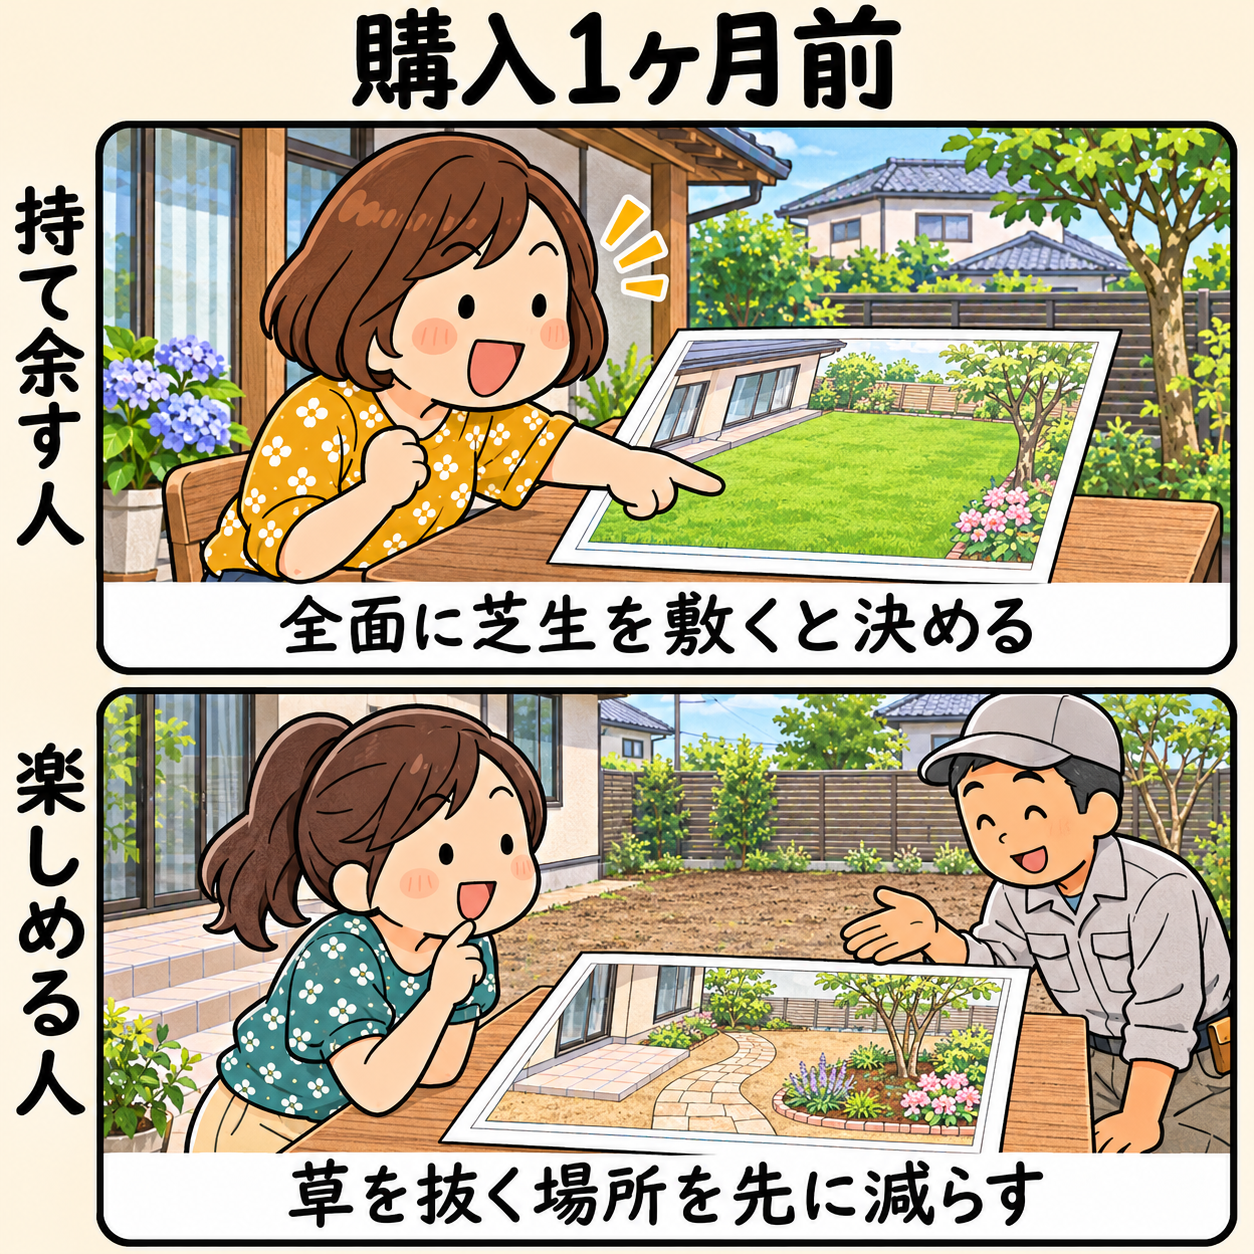 購入1ヶ月前
持て余す人
全面に芝生を敷くと決める
楽しめる人
草を抜く場所を先に減らす